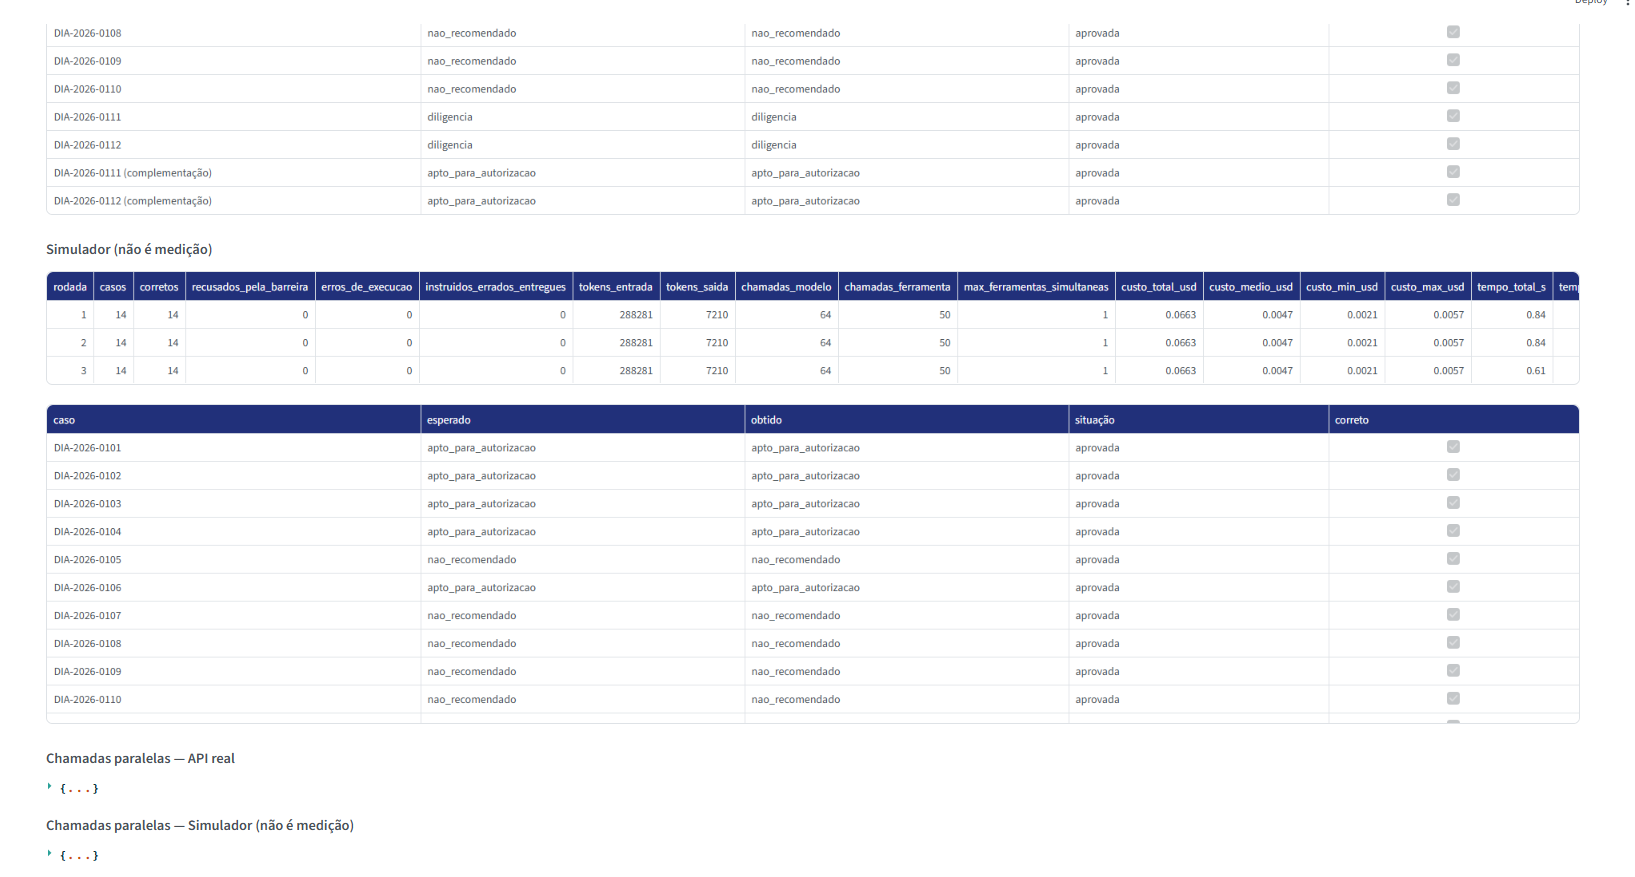 Deploy
DIA-2026-0108 nao_recomendado nao_recomendado aprovada
DIA-2026-0109 nao_recomendado nao_recomendado aprovada
DIA-2026-0110 nao_recomendado nao_recomendado aprovada
DIA-2026-0111 diligencia diligencia aprovada
DIA-2026-0112 diligencia diligencia aprovada
DIA-2026-0111 (complementação) apto_para_autorizacao apto_para_autorizacao aprovada
DIA-2026-0112 (complementação) apto_para_autorizacao apto_para_autorizacao aprovada
Simulador (não é medição)
rodada casos corretos recusados_pela_barreira erros_de_execucao instruidos_errados_entregues tokens_entrada tokens_saida chamadas_modelo chamadas_ferramenta max_ferramentas_simultaneas custo_total_usd custo_medio_usd custo_min_usd custo_max_usd tempo_total_s
1 14 14 0 0 0 288281 7210 64 50 1 0.0663 0.0047 0.0021 0.0057 0.84
2 14 14 0 0 0 288281 7210 64 50 1 0.0663 0.0047 0.0021 0.0057 0.84
3 14 14 0 0 0 288281 7210 64 50 1 0.0663 0.0047 0.0021 0.0057 0.61
caso esperado obtido situação correto
DIA-2026-0101 apto_para_autorizacao apto_para_autorizacao aprovada
DIA-2026-0102 apto_para_autorizacao apto_para_autorizacao aprovada
DIA-2026-0103 apto_para_autorizacao apto_para_autorizacao aprovada
DIA-2026-0104 apto_para_autorizacao apto_para_autorizacao aprovada
DIA-2026-0105 nao_recomendado nao_recomendado aprovada
DIA-2026-0106 apto_para_autorizacao apto_para_autorizacao aprovada
DIA-2026-0107 nao_recomendado nao_recomendado aprovada
DIA-2026-0108 nao_recomendado nao_recomendado aprovada
DIA-2026-0109 nao_recomendado nao_recomendado aprovada
DIA-2026-0110 nao_recomendado nao_recomendado aprovada
Chamadas paralelas — API real
{...}
Chamadas paralelas — Simulador (não é medição)
{...}